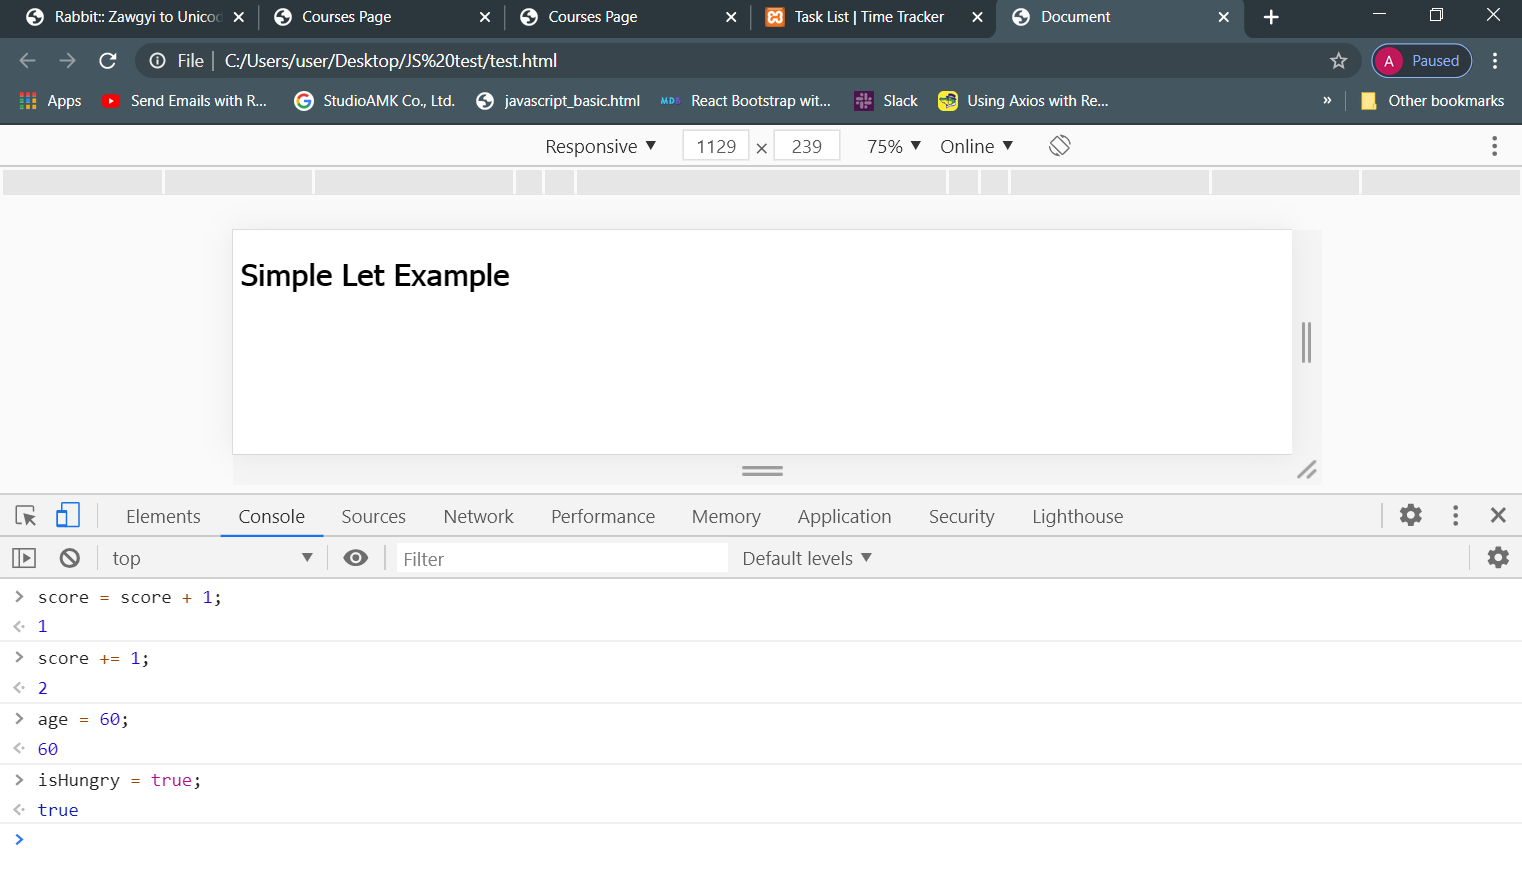 Rabbit:: Zawgyi to Unicod
Courses Page
Courses Page
Task List | Time Tracker
Document
File | C:/Users/user/Desktop/JS%20test/test.html
A Paused
Apps
Send Emails with R...
StudioAMK Co., Ltd.
javascript_basic.html
MDB React Bootstrap wit...
Slack
Using Axios with Re...
»
Other bookmarks
Responsive ▼ 1129 × 239 75% ▼ Online ▼
Simple Let Example
Elements Console Sources Network Performance Memory Application Security Lighthouse
top ▼ Filter Default levels ▼
> score = score + 1;
1
> score += 1;
2
> age = 60;
60
> isHungry = true;
true
>